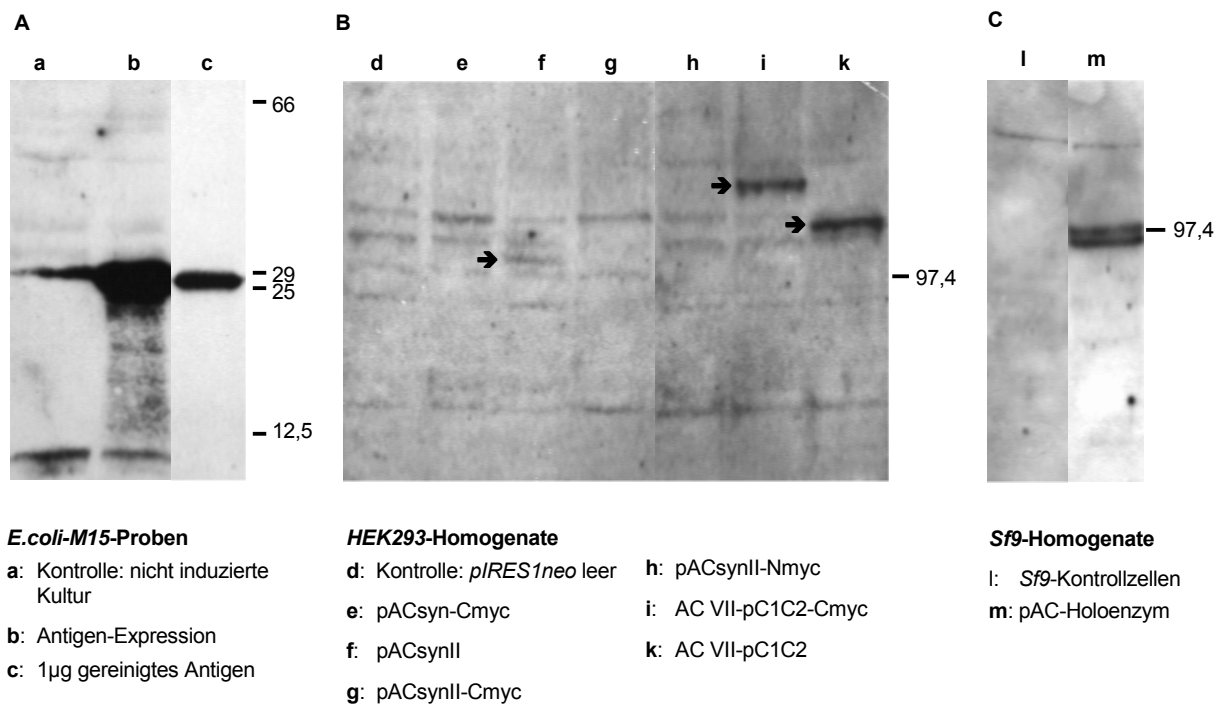 A
a b c
66
29
25
12,5
B
d e f g h i k
97,4
C
l m
97,4
E.coli-M15-Proben
a: Kontrolle: nicht induzierte
Kultur
b: Antigen-Expression
c: 1µg gereinigtes Antigen
HEK293-Homogenate
d: Kontrolle: pIRES1neo leer
e: pACsyn-Cmyc
f: pACsynII
g: pACsynII-Cmyc
h: pACsynII-Nmyc
i: AC VII-pC1C2-Cmyc
k: AC VII-pC1C2
Sf9-Homogenate
l: Sf9-Kontrollzellen
m: pAC-Holoenzym